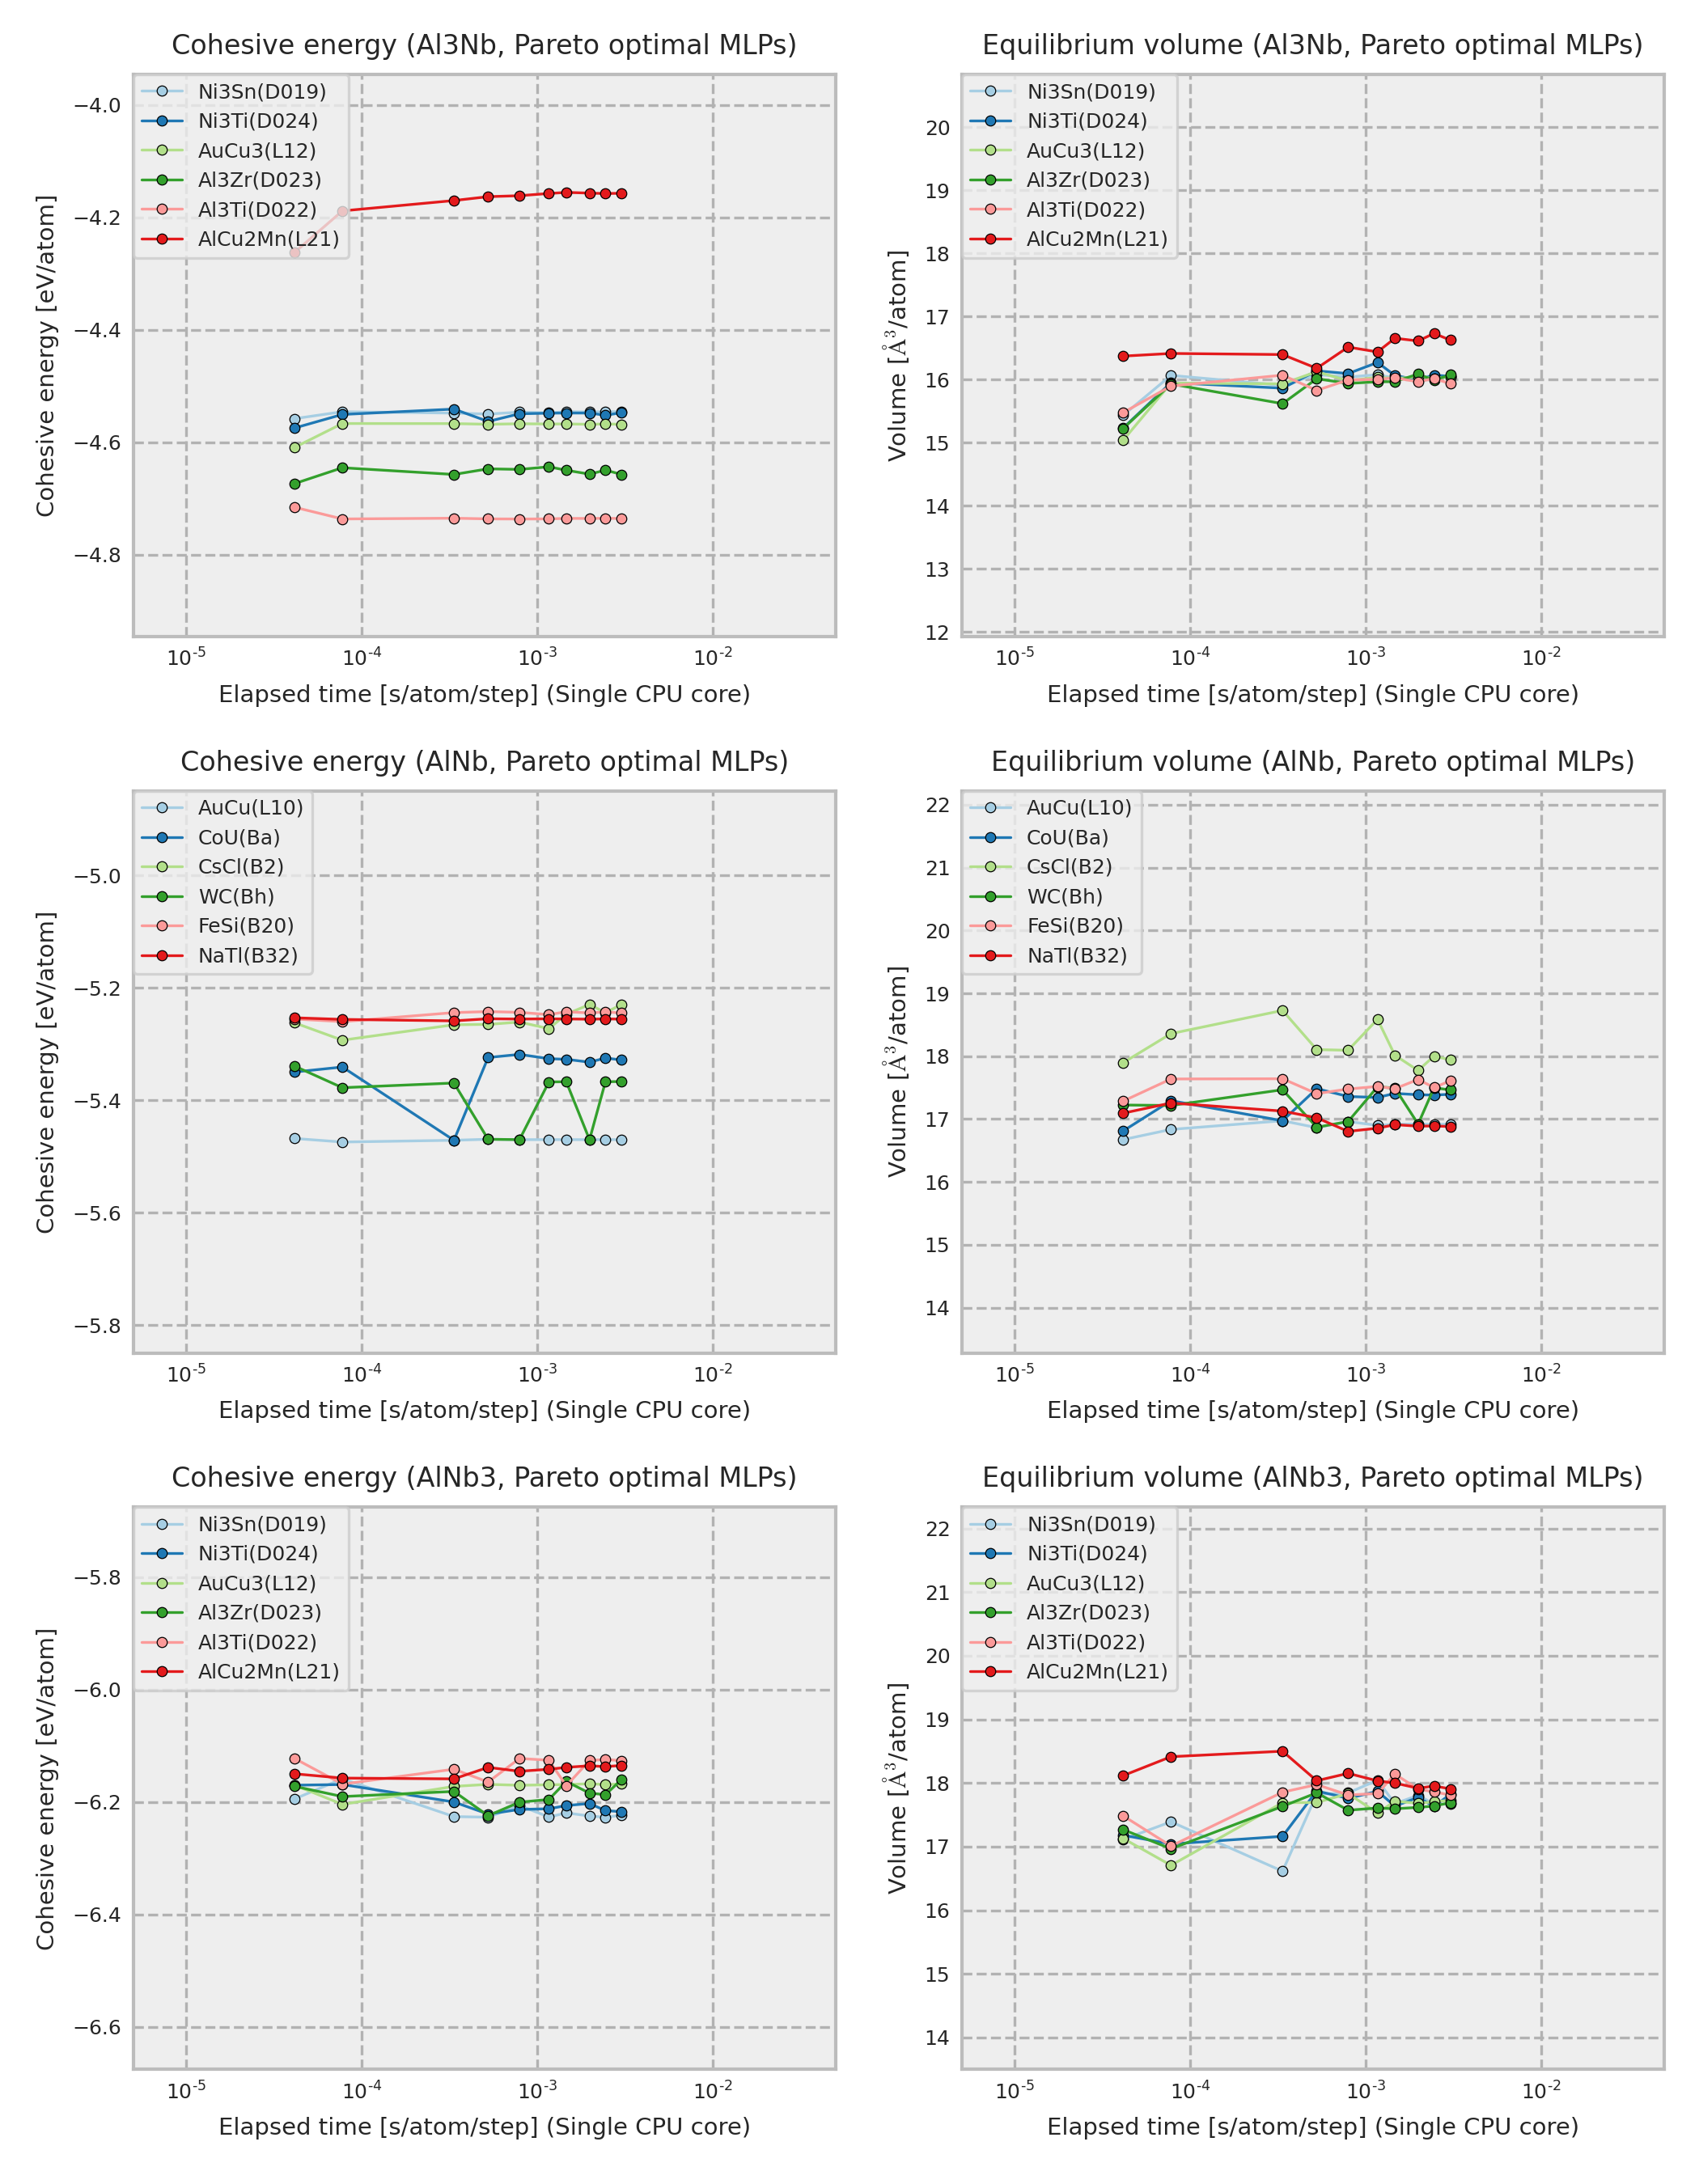 Cohesive energy (Al3Nb, Pareto optimal MLPs)
Cohesive energy [eV/atom]
−4.0
−4.2
−4.4
−4.6
−4.8
Ni3Sn(D019)
Ni3Ti(D024)
AuCu3(L12)
Al3Zr(D023)
Al3Ti(D022)
AlCu2Mn(L21)
10-5
10-4
10-3
10-2
Elapsed time [s/atom/step] (Single CPU core)
Equilibrium volume (Al3Nb, Pareto optimal MLPs)
Volume [Å3/atom]
20
19
18
17
16
15
14
13
12
Ni3Sn(D019)
Ni3Ti(D024)
AuCu3(L12)
Al3Zr(D023)
Al3Ti(D022)
AlCu2Mn(L21)
10-5
10-4
10-3
10-2
Elapsed time [s/atom/step] (Single CPU core)
Cohesive energy (AlNb, Pareto optimal MLPs)
Cohesive energy [eV/atom]
−5.0
−5.2
−5.4
−5.6
−5.8
AuCu(L10)
CoU(Ba)
CsCl(B2)
WC(Bh)
FeSi(B20)
NaTl(B32)
10-5
10-4
10-3
10-2
Elapsed time [s/atom/step] (Single CPU core)
Equilibrium volume (AlNb, Pareto optimal MLPs)
Volume [Å3/atom]
22
21
20
19
18
17
16
15
14
AuCu(L10)
CoU(Ba)
CsCl(B2)
WC(Bh)
FeSi(B20)
NaTl(B32)
10-5
10-4
10-3
10-2
Elapsed time [s/atom/step] (Single CPU core)
Cohesive energy (AlNb3, Pareto optimal MLPs)
Cohesive energy [eV/atom]
−5.8
−6.0
−6.2
−6.4
−6.6
Ni3Sn(D019)
Ni3Ti(D024)
AuCu3(L12)
Al3Zr(D023)
Al3Ti(D022)
AlCu2Mn(L21)
10-5
10-4
10-3
10-2
Elapsed time [s/atom/step] (Single CPU core)
Equilibrium volume (AlNb3, Pareto optimal MLPs)
Volume [Å3/atom]
22
21
20
19
18
17
16
15
14
Ni3Sn(D019)
Ni3Ti(D024)
AuCu3(L12)
Al3Zr(D023)
Al3Ti(D022)
AlCu2Mn(L21)
10-5
10-4
10-3
10-2
Elapsed time [s/atom/step] (Single CPU core)